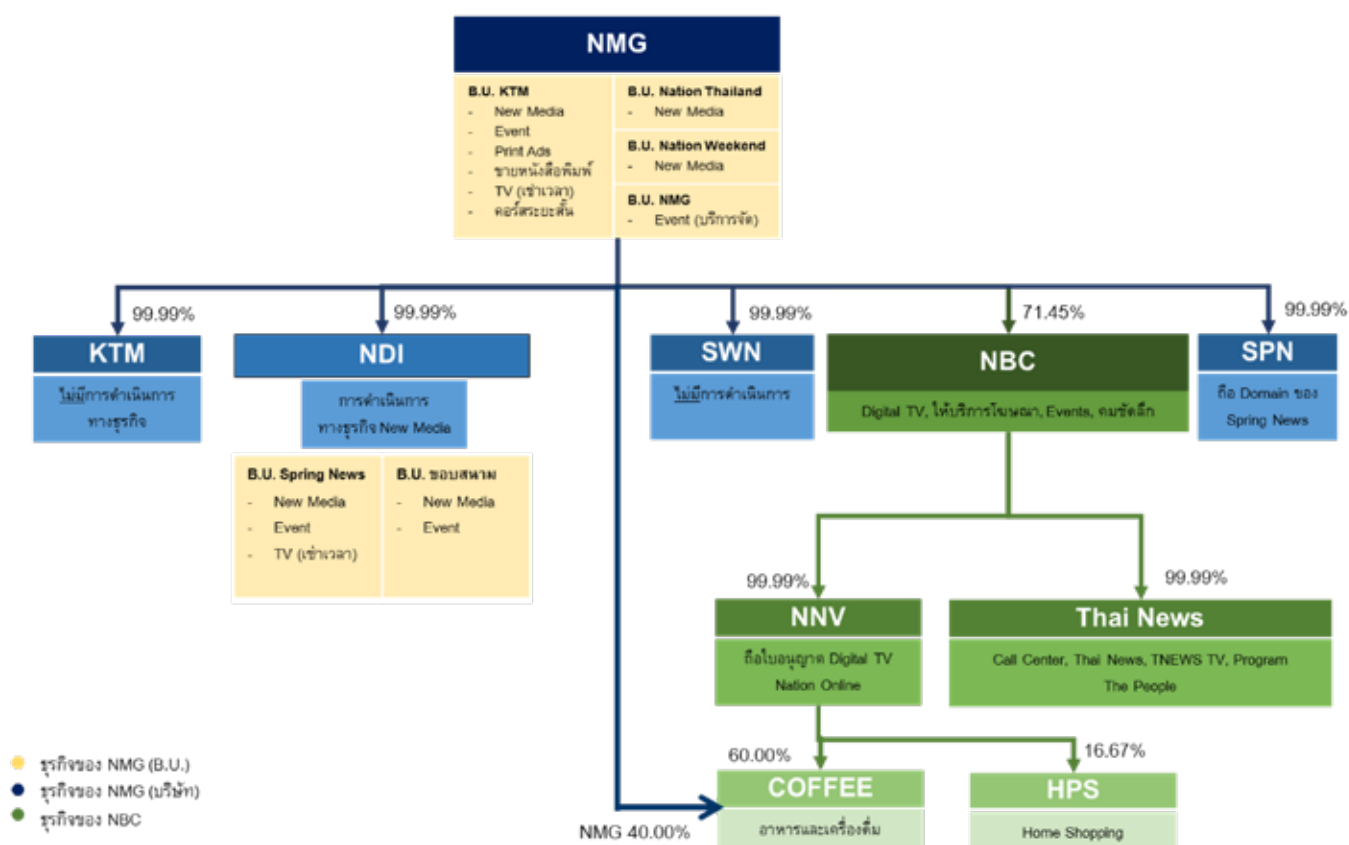 NMG
B.U. KTM
- New Media
- Event
- Print Ads
- ขายหนังสือพิมพ์
- TV (เช่าเวลา)
- คอร์สระยะสั้น
B.U. Nation Thailand
- New Media
B.U. Nation Weekend
- New Media
B.U. NMG
- Event (บริการจัด)
99.99%
99.99%
99.99%
71.45%
99.99%
KTM
ไม่มีการดำเนินการ
ทางธุรกิจ
NDI
การดำเนินการ
ทางธุรกิจ New Media
B.U. Spring News
- New Media
- Event
- TV (เช่าเวลา)
B.U. ขอบสนาม
- New Media
- Event
SWN
ไม่มีการดำเนินการ
NBC
Digital TV, ให้บริการโฆษณา, Events, คมชัดลึก
SPN
ถือ Domain ของ
Spring News
99.99%
99.99%
NNV
ถือใบอนุญาต Digital TV
Nation Online
Thai News
Call Center, Thai News, TNEWS TV, Program
The People
60.00%
16.67%
COFFEE
อาหารและเครื่องดื่ม
HPS
Home Shopping
NMG 40.00%
ธุรกิจของ NMG (B.U.)
ธุรกิจของ NMG (บริษัท)
ธุรกิจของ NBC